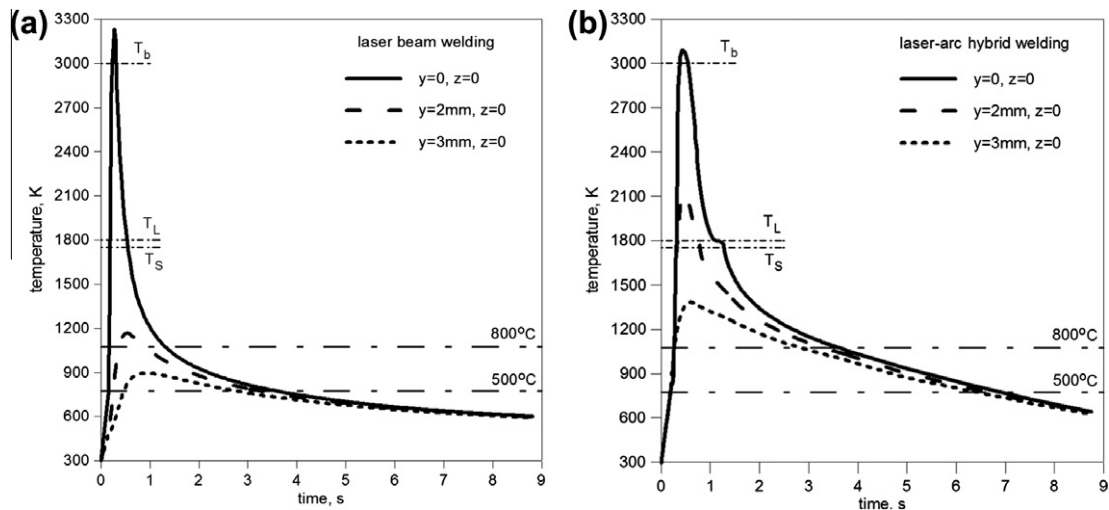 (a)
3300
3000
2700
2400
2100
1800
1500
1200
900
600
300
temperature, K
laser beam welding
y=0, z=0
y=2mm, z=0
y=3mm, z=0
T_b
T_L
T_S
800°C
500°C
0 1 2 3 4 5 6 7 8 9
time, s
(b)
3300
3000
2700
2400
2100
1800
1500
1200
900
600
300
temperature, K
laser-arc hybrid welding
y=0, z=0
y=2mm, z=0
y=3mm, z=0
T_b
T_L
T_S
800°C
500°C
0 1 2 3 4 5 6 7 8 9
time, s